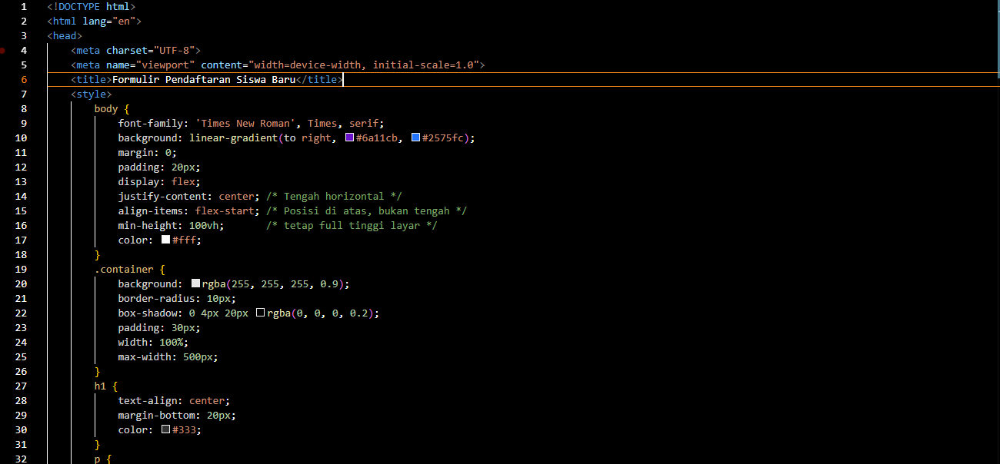 1 <!DOCTYPE html>
2 <html lang="en">
3 <head>
4     <meta charset="UTF-8">
5     <meta name="viewport" content="width=device-width, initial-scale=1.0">
6     <title>Formulir Pendaftaran Siswa Baru</title>
7     <style>
8         body {
9             font-family: 'Times New Roman', Times, serif;
10             background: linear-gradient(to right, #6a11cb, #2575fc);
11             margin: 0;
12             padding: 20px;
13             display: flex;
14             justify-content: center; /* Tengah horizontal */
15             align-items: flex-start; /* Posisi di atas, bukan tengah */
16             min-height: 100vh;       /* tetap full tinggi layar */
17             color: #fff;
18         }
19         .container {
20             background: rgba(255, 255, 255, 0.9);
21             border-radius: 10px;
22             box-shadow: 0 4px 20px rgba(0, 0, 0, 0.2);
23             padding: 30px;
24             width: 100%;
25             max-width: 500px;
26         }
27         h1 {
28             text-align: center;
29             margin-bottom: 20px;
30             color: #333;
31         }
32         p {